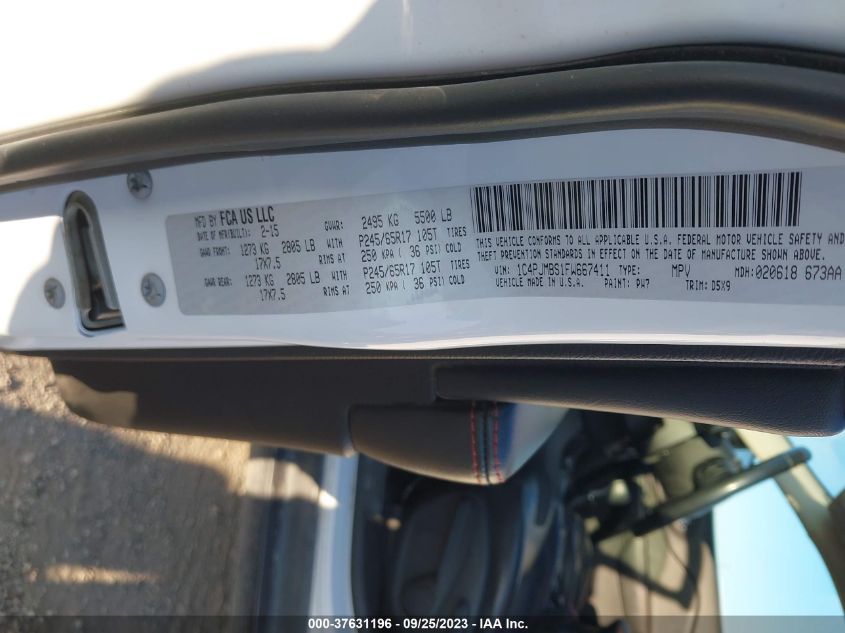 MFD BY FCA US LLC
DATE OF MFR(BUILT): 2-15 GVWR: 2495 KG 5500 LB
GAWR FRONT: 1273 KG 2805 LB WITH P245/65R17 105T TIRES
17X7.5 RIMS AT 250 KPA ( 36 PSI) COLD
GAWR REAR: 1273 KG 2805 LB WITH P245/65R17 105T TIRES
17X7.5 RIMS AT 250 KPA ( 36 PSI) COLD
THIS VEHICLE CONFORMS TO ALL APPLICABLE U.S.A. FEDERAL MOTOR VEHICLE SAFETY AND
THEFT PREVENTION STANDARDS IN EFFECT ON THE DATE OF MANUFACTURE SHOWN ABOVE.
VIN: 1C4PJMBS1FW667411 TYPE: MPV MDH: 020618 673AA
VEHICLE MADE IN U.S.A. PAINT: PW7 TRIM: D5X9
000-37631196 - 09/25/2023 - IAA Inc.